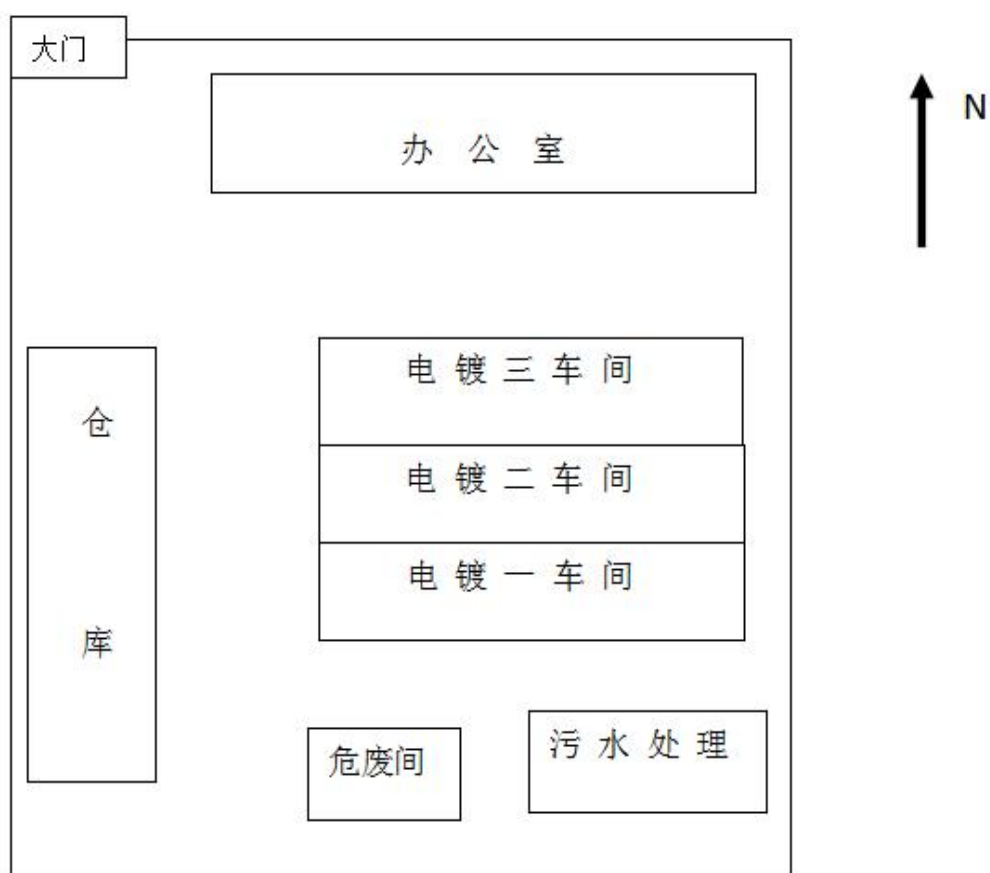 大门
N
办 公 室
电 镀 三 车 间
仓
电 镀 二 车 间
电 镀 一 车 间
库
危废间
污 水 处 理